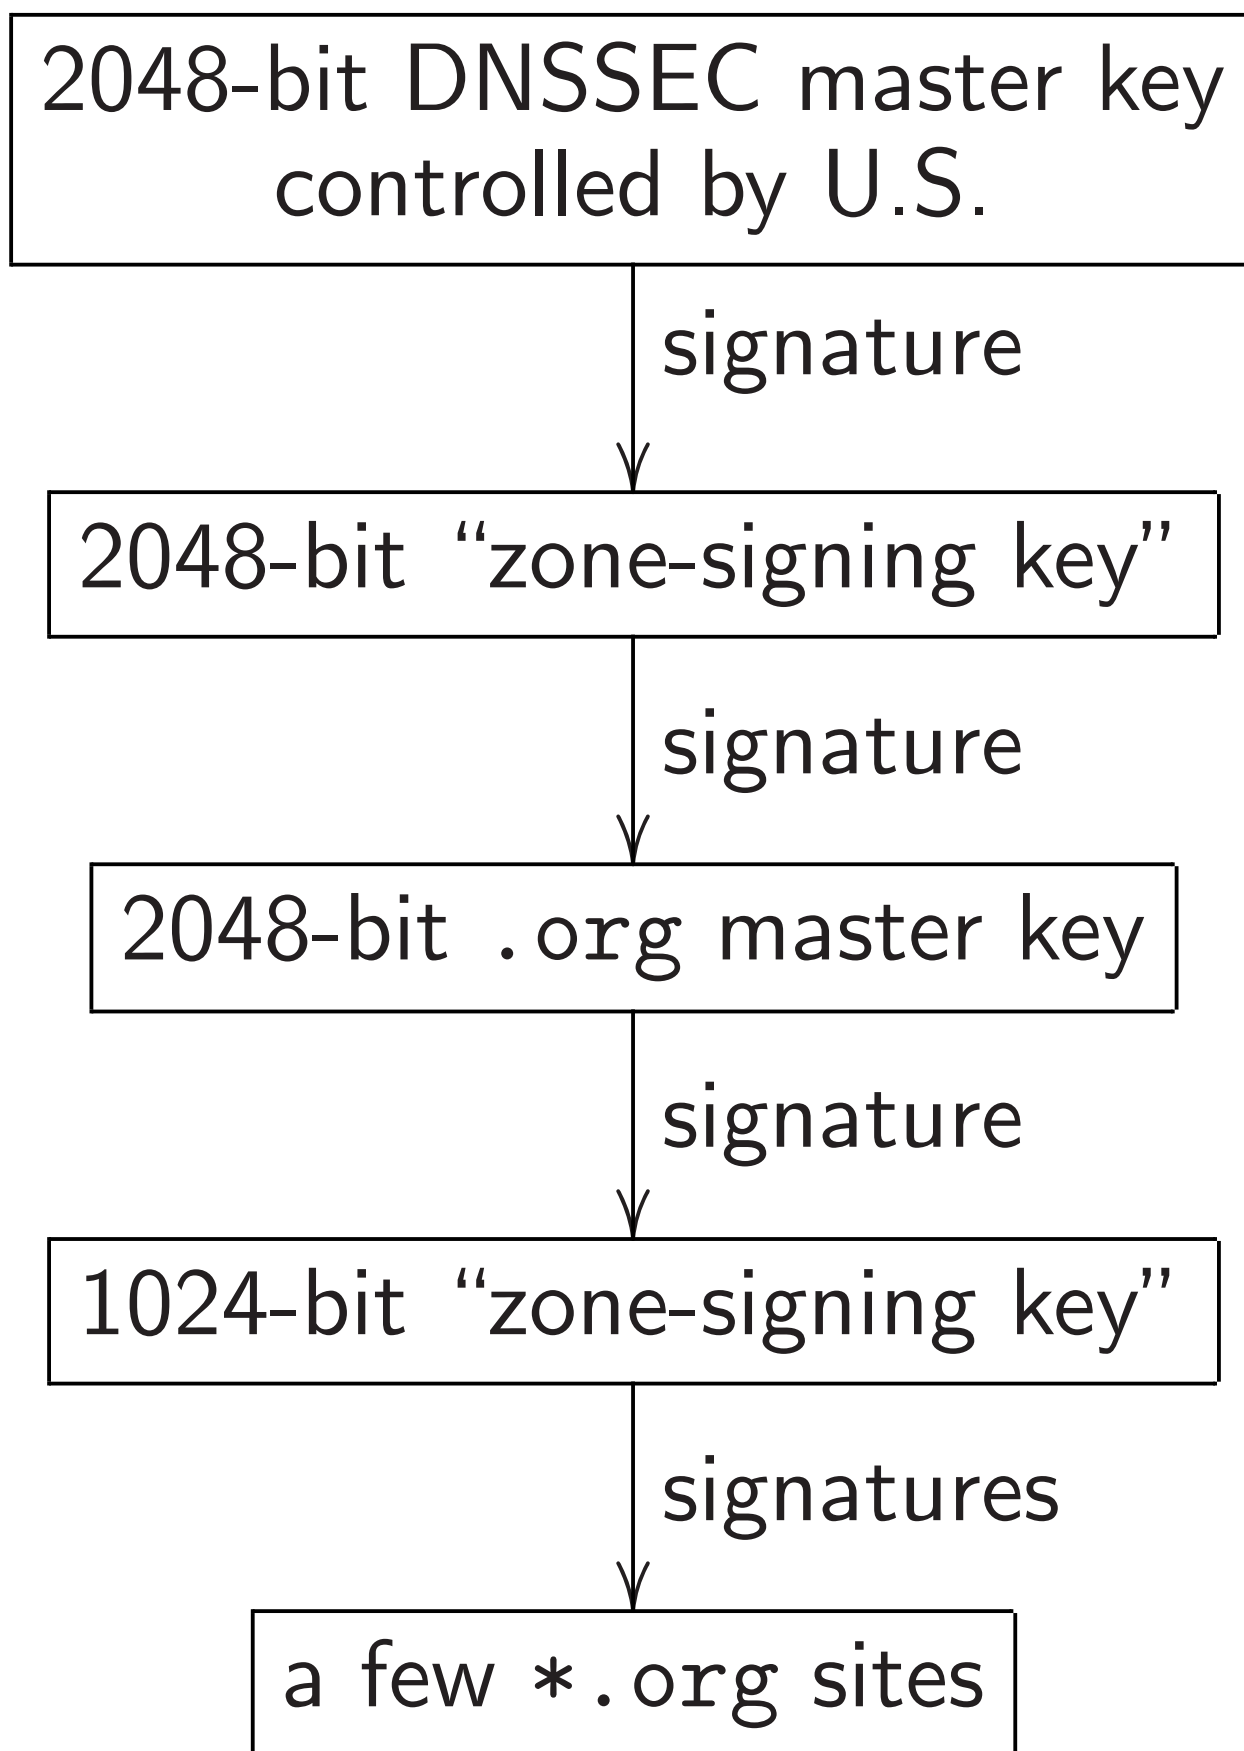 2048-bit DNSSEC master key
controlled by U.S.
signature
2048-bit “zone-signing key”
signature
2048-bit .org master key
signature
1024-bit “zone-signing key”
signatures
a few *.org sites